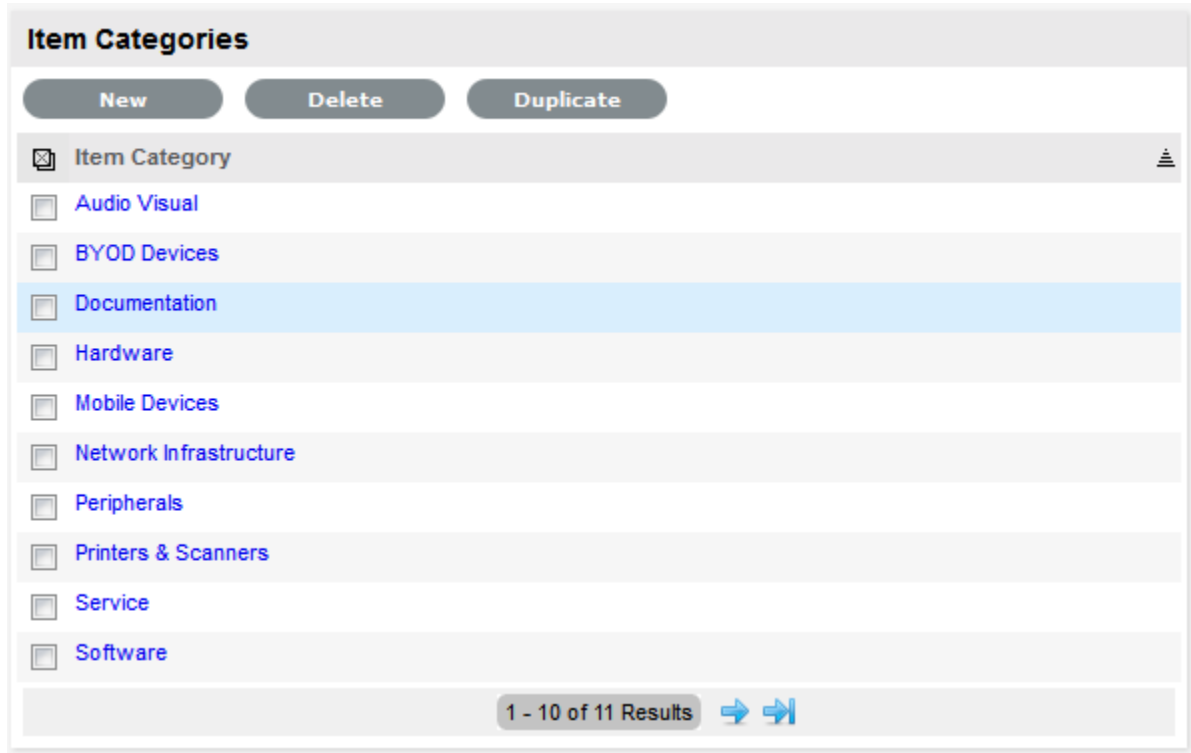 Item Categories
New Delete Duplicate
Item Category
Audio Visual
BYOD Devices
Documentation
Hardware
Mobile Devices
Network Infrastructure
Peripherals
Printers & Scanners
Service
Software
1 - 10 of 11 Results